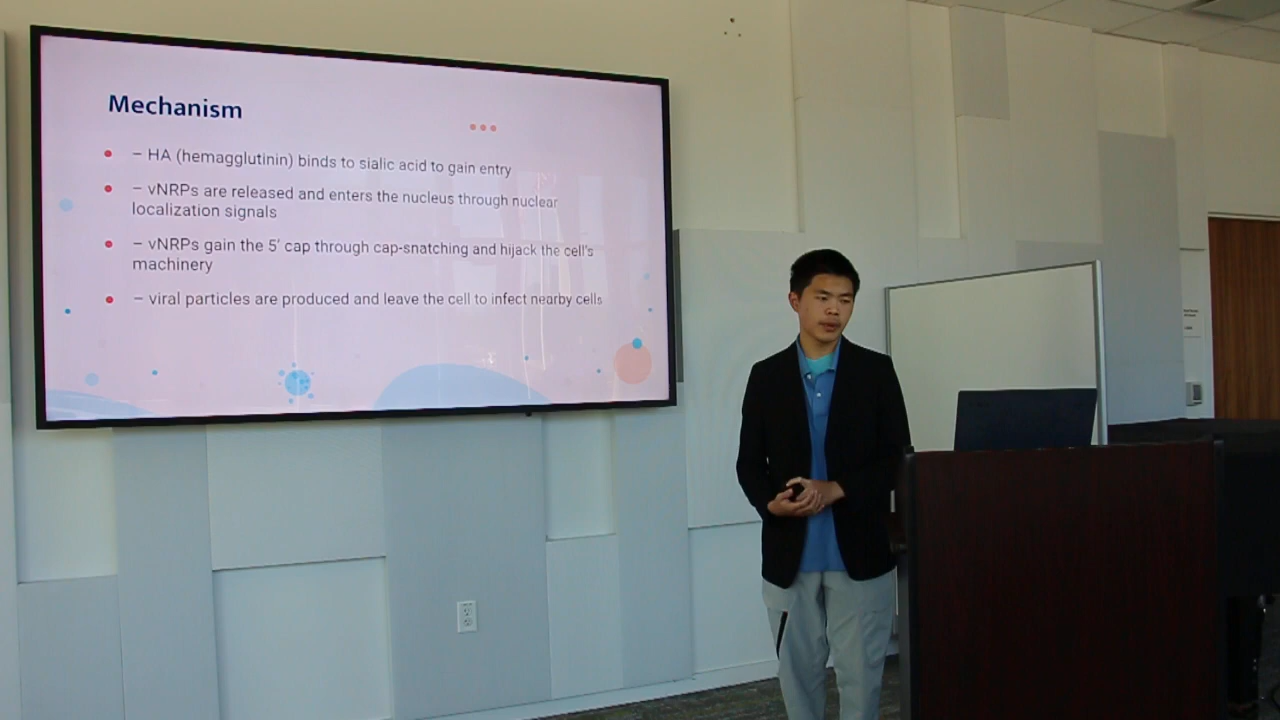 Mechanism
– HA (hemagglutinin) binds to sialic acid to gain entry
– vNRPs are released and enters the nucleus through nuclear
localization signals
– vNRPs gain the 5' cap through cap-snatching and hijack the cell's
machinery
– viral particles are produced and leave the cell to infect nearby cells